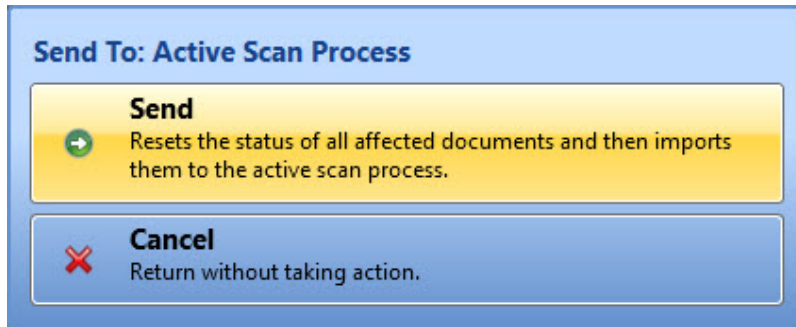 Send To: Active Scan Process
Send
Resets the status of all affected documents and then imports
them to the active scan process.
Cancel
Return without taking action.